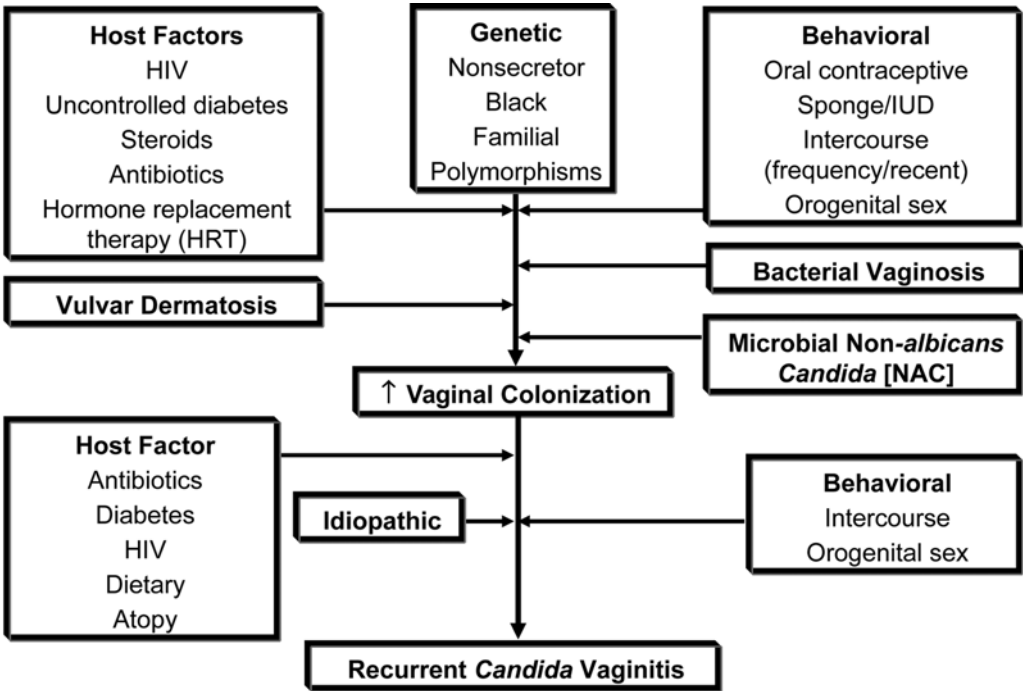 Host Factors
HIV
Uncontrolled diabetes
Steroids
Antibiotics
Hormone replacement
therapy (HRT)
Genetic
Nonsecretor
Black
Familial
Polymorphisms
Behavioral
Oral contraceptive
Sponge/IUD
Intercourse
(frequency/recent)
Orogenital sex
Bacterial Vaginosis
Vulvar Dermatosis
Microbial Non-albicans
Candida [NAC]
↑ Vaginal Colonization
Host Factor
Antibiotics
Diabetes
HIV
Dietary
Atopy
Idiopathic
Behavioral
Intercourse
Orogenital sex
Recurrent Candida Vaginitis